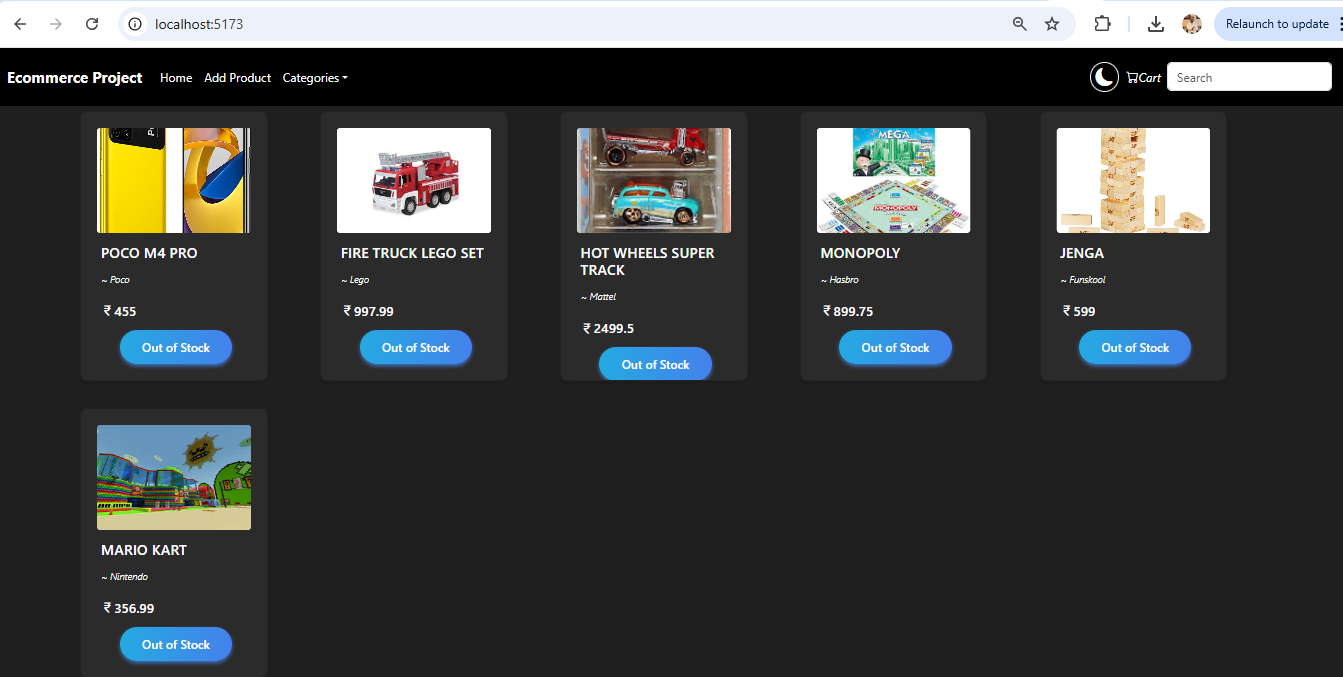 localhost:5173
Relaunch to update
Ecommerce Project Home Add Product Categories Cart Search
MEGA
MONOPOLY
POCO M4 PRO
~ Poco
₹ 455
Out of Stock
FIRE TRUCK LEGO SET
~ Lego
₹ 997.99
Out of Stock
HOT WHEELS SUPER
TRACK
~ Mattel
₹ 2499.5
Out of Stock
MONOPOLY
~ Hasbro
₹ 899.75
Out of Stock
JENGA
~ Funskool
₹ 599
Out of Stock
MARIO KART
~ Nintendo
₹ 356.99
Out of Stock